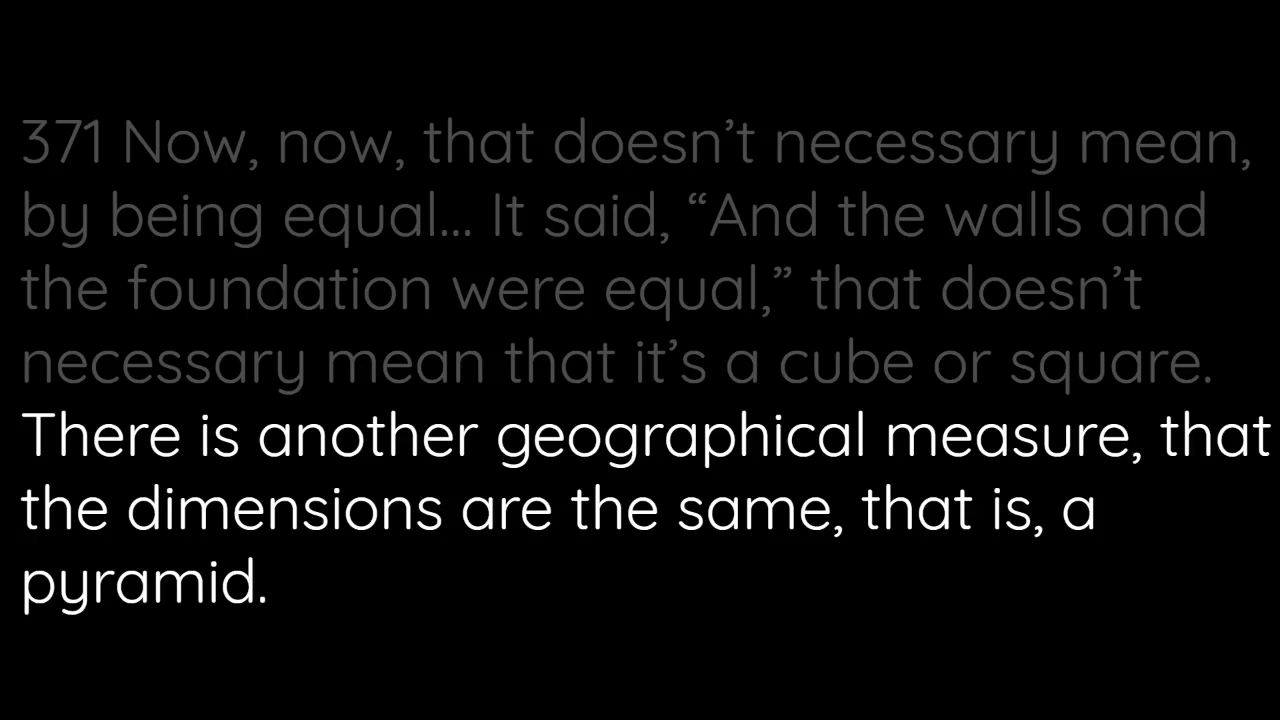 371 Now, now, that doesn’t necessary mean,
by being equal... It said, “And the walls and
the foundation were equal,” that doesn’t
necessary mean that it’s a cube or square.
There is another geographical measure, that
the dimensions are the same, that is, a
pyramid.